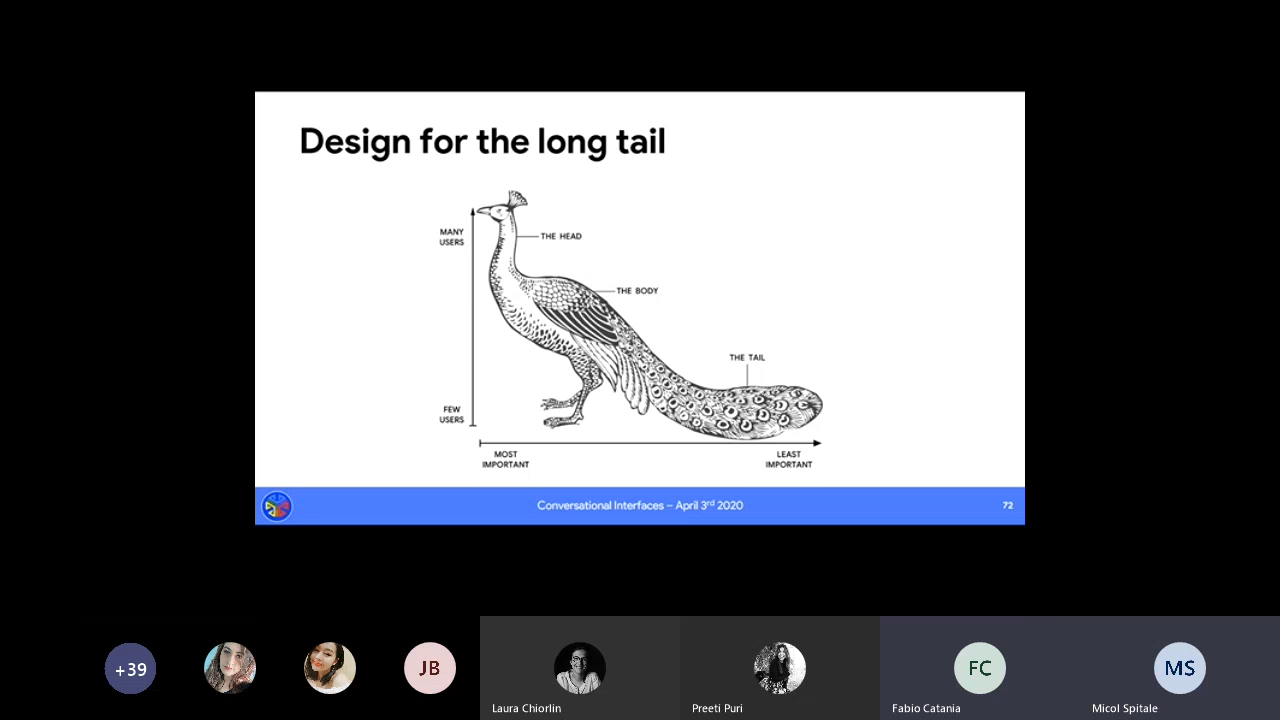 Design for the long tail
MANY
USERS
THE HEAD
THE BODY
THE TAIL
FEW
USERS
MOST
IMPORTANT
LEAST
IMPORTANT
Conversational Interfaces – April 3rd 2020
72
+39
JB
FC
MS
Laura Chiorlin
Preeti Puri
Fabio Catania
Micol Spitale